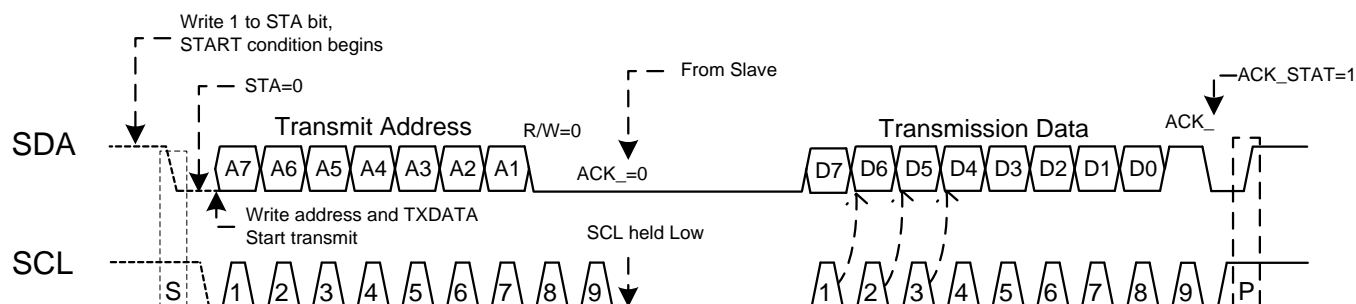 Write 1 to STA bit,
START condition begins
STA=0
From Slave
ACK_STAT=1
SDA
Transmit Address
R/W=0
Transmission Data
ACK_
A7 A6 A5 A4 A3 A2 A1
ACK_=0
D7 D6 D5 D4 D3 D2 D1 D0
Write address and TXDATA
Start transmit
SCL held Low
SCL
S 1 2 3 4 5 6 7 8 9 1 2 3 4 5 6 7 8 9 P